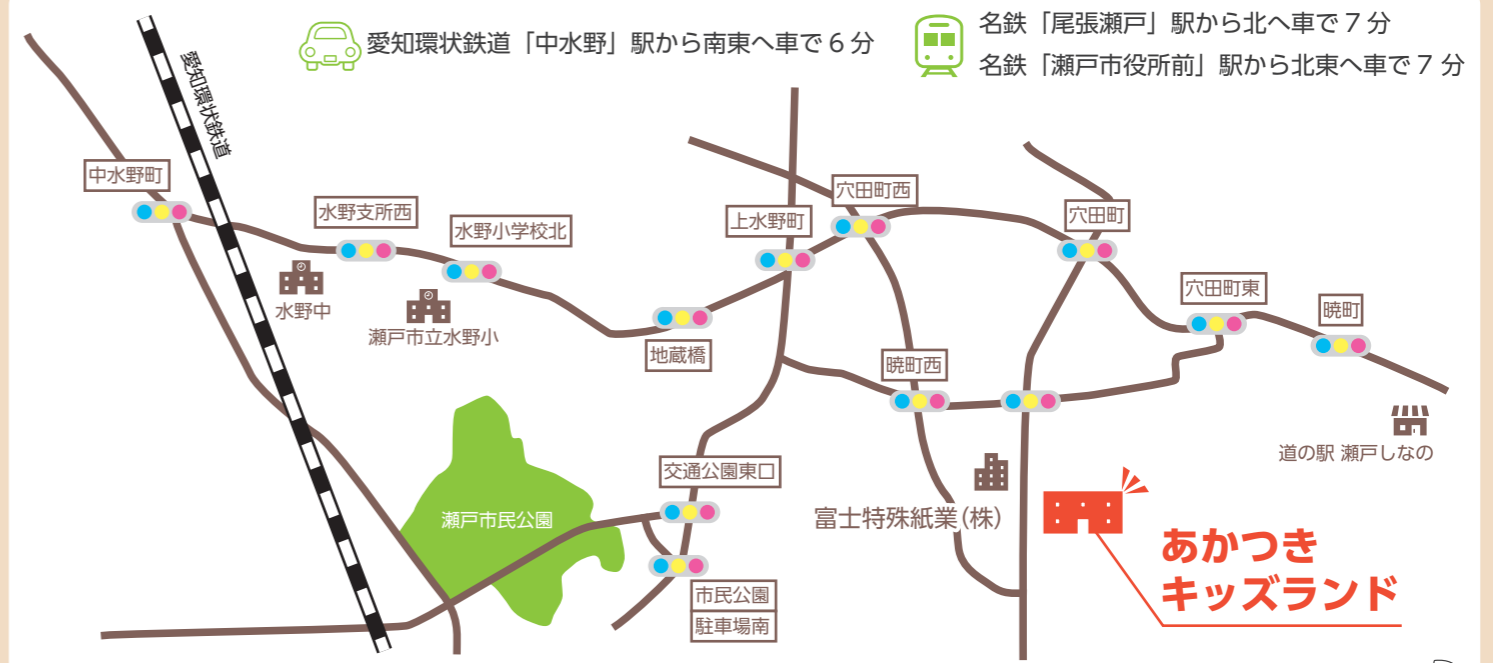 愛知環状鉄道「中水野」駅から南東へ車で6分
名鉄「尾張瀬戸」駅から北へ車で7分
名鉄「瀬戸市役所前」駅から北東へ車で7分
愛知環状鉄道
中水野町
水野支所西
水野小学校北
上水野町
穴田町西
穴田町
穴田町東
暁町
水野中
瀬戸市立水野小
地蔵橋
暁町西
道の駅 瀬戸しなの
交通公園東口
瀬戸市民公園
富士特殊紙業(株)
あかつき
キッズランド
市民公園
駐車場南